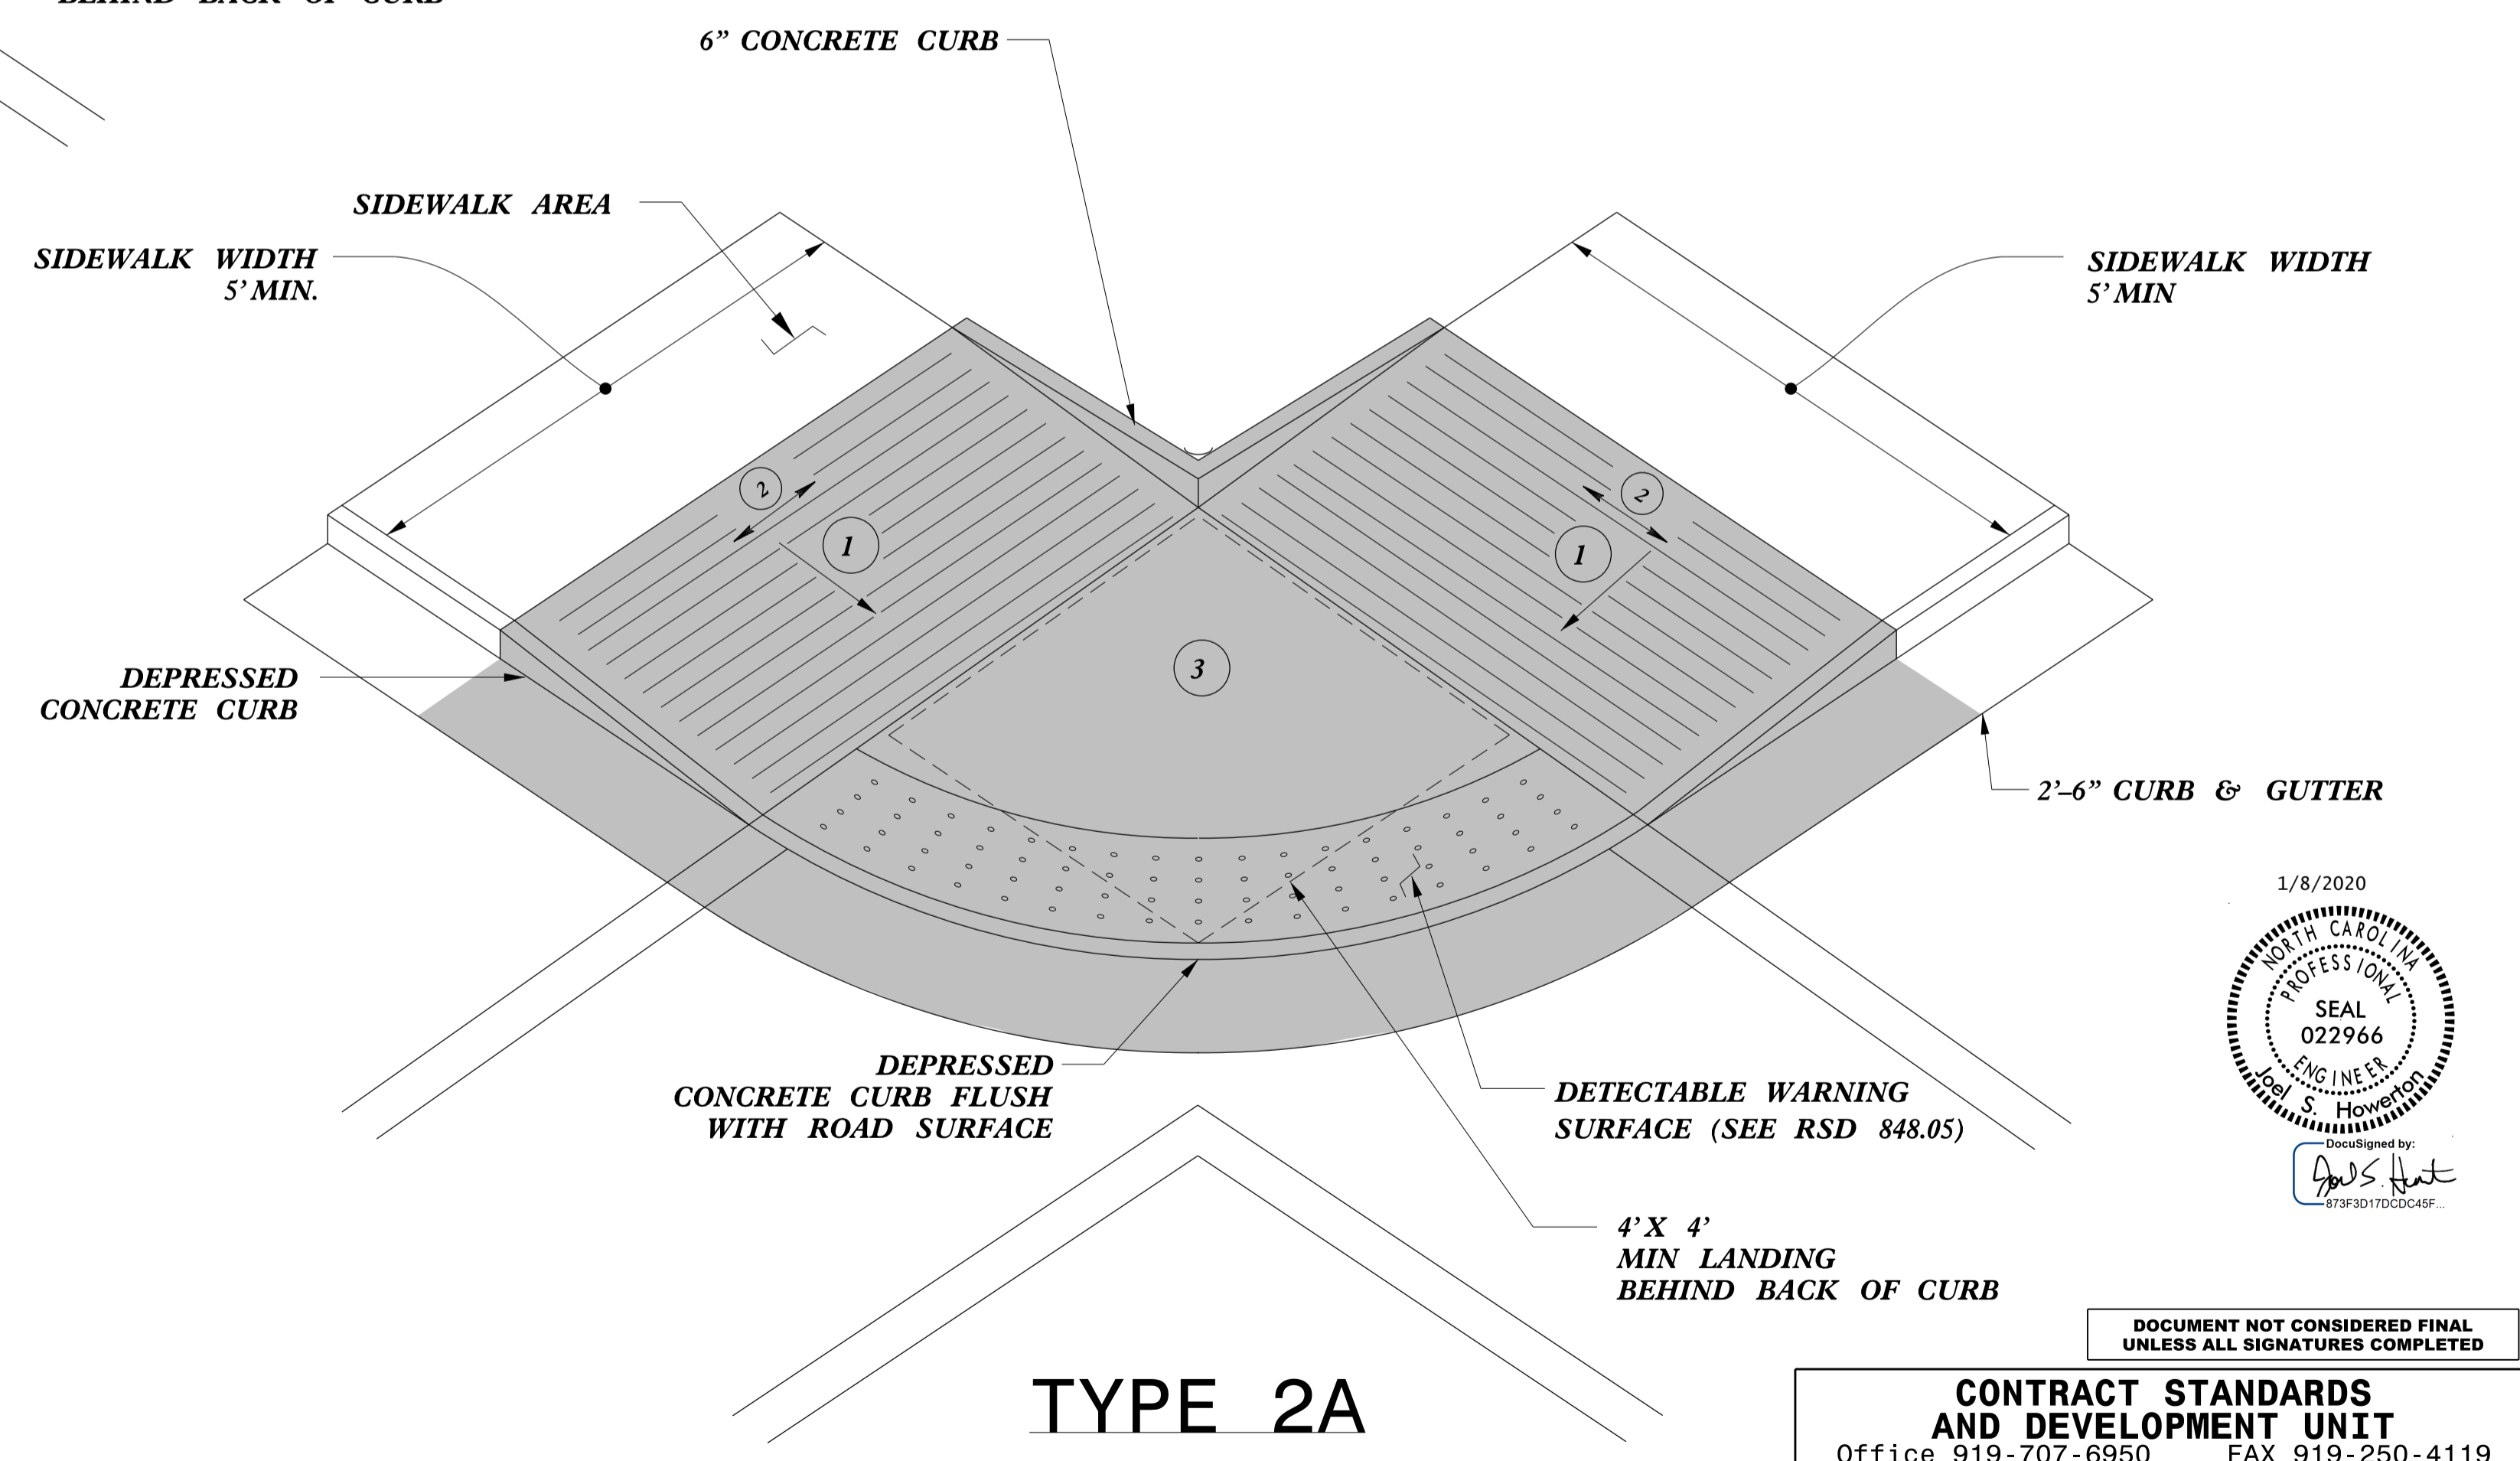 BEHIND BACK OF CURB
6” CONCRETE CURB
SIDEWALK AREA
SIDEWALK WIDTH
5’ MIN.
SIDEWALK WIDTH
5’ MIN
2
1
2
1
3
DEPRESSED
CONCRETE CURB
2’–6” CURB & GUTTER
DEPRESSED
CONCRETE CURB FLUSH
WITH ROAD SURFACE
DETECTABLE WARNING
SURFACE (SEE RSD 848.05)
4’ X 4’
MIN LANDING
BEHIND BACK OF CURB
TYPE 2A
1/8/2020
NORTH CAROLINA
PROFESSIONAL
SEAL
022966
ENGINEER
Joel S. Howerton
DocuSigned by:
873F3D17DCDC45F...
DOCUMENT NOT CONSIDERED FINAL
UNLESS ALL SIGNATURES COMPLETED
CONTRACT STANDARDS
AND DEVELOPMENT UNIT
Office 919-707-6950 FAX 919-250-4119